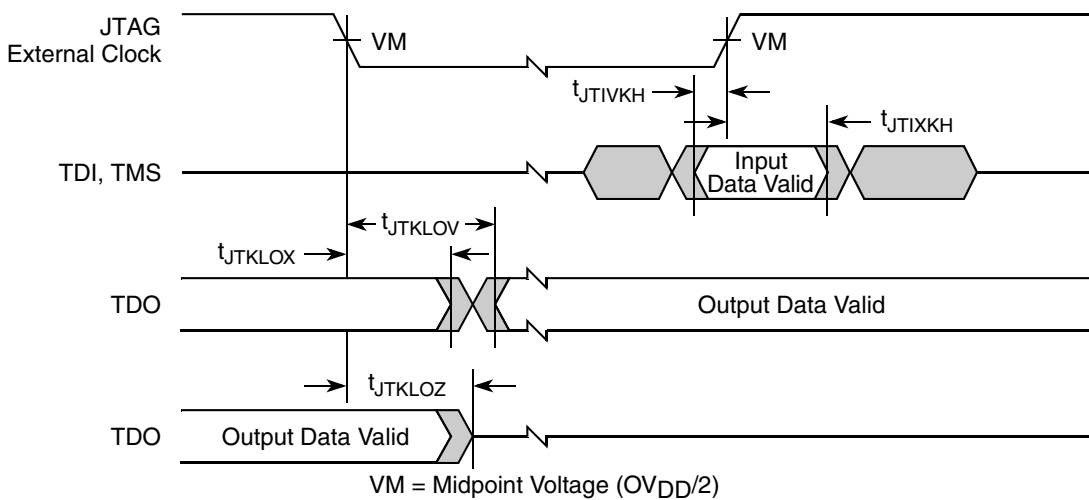 JTAG
External Clock
VM
VM
tJTIVKH
tJTIXKH
TDI, TMS
Input
Data Valid
tJTKLOV
tJTKLOX
TDO
Output Data Valid
tJTKLOZ
TDO
Output Data Valid
VM = Midpoint Voltage (OVDD/2)